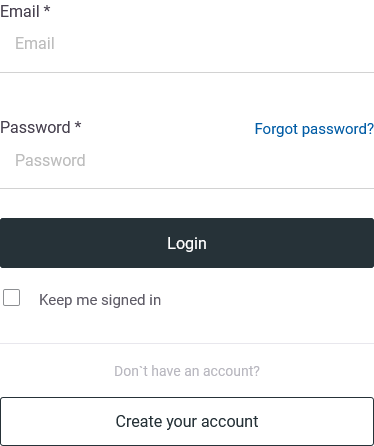 Email *
Email
Password * Forgot password?
Password
Login
Keep me signed in
Don`t have an account?
Create your account